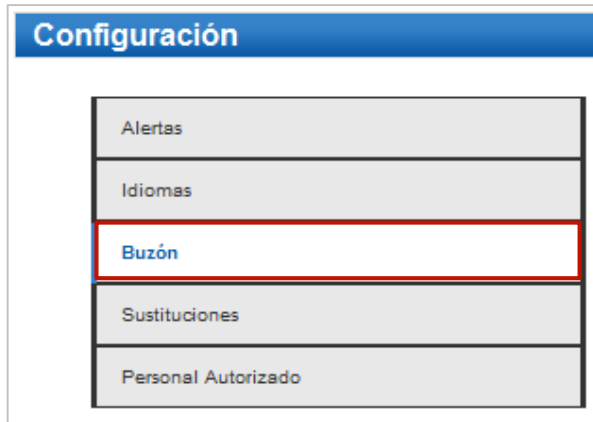 Configuración
Alertas
Idiomas
Buzón
Sustituciones
Personal Autorizado